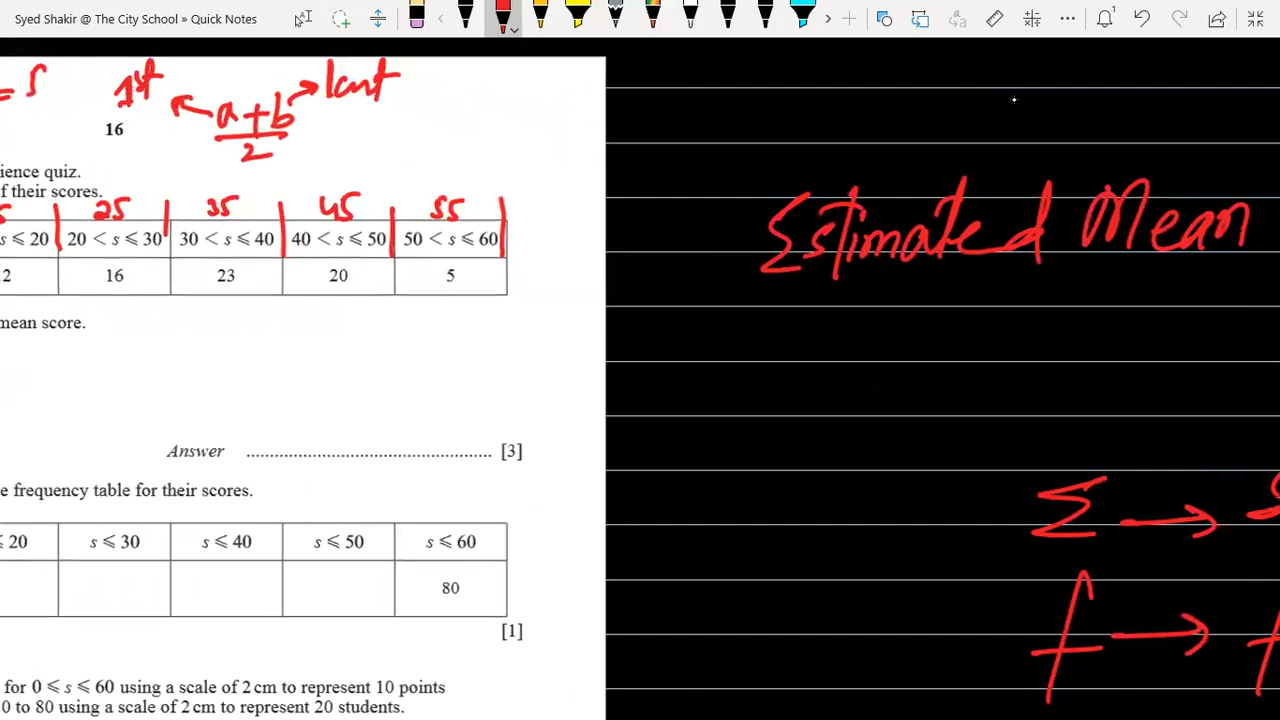 Syed Shakir @ The City School » Quick Notes
= 5
1st a + b last
2
16
ience quiz.
f their scores.
5 25 35 45 55
s ⩽ 20 20 < s ⩽ 30 30 < s ⩽ 40 40 < s ⩽ 50 50 < s ⩽ 60
2 16 23 20 5
Estimated Mean
mean score.
Answer ................................................ [3]
e frequency table for their scores.
⩽ 20 s ⩽ 30 s ⩽ 40 s ⩽ 50 s ⩽ 60
80
[1]
Σ →
f → f
for 0 ⩽ s ⩽ 60 using a scale of 2 cm to represent 10 points
0 to 80 using a scale of 2 cm to represent 20 students.